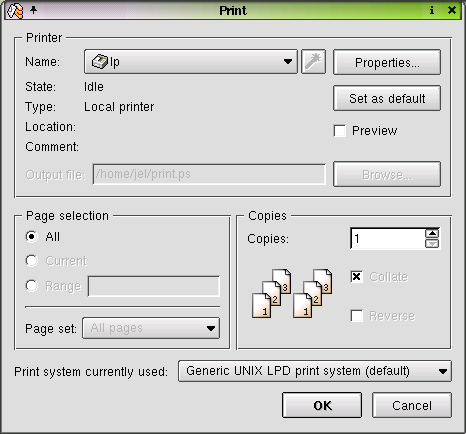 Print
Printer
Name: lp
Properties...
State: Idle
Set as default
Type: Local printer
Location:
Preview
Comment:
Output file: /home/jel/print.ps Browse...
Page selection
All
Current
Range
Page set: All pages
Copies
Copies: 1
1 2 3 1 2 3
Collate
Reverse
Print system currently used: Generic UNIX LPD print system (default)
OK Cancel